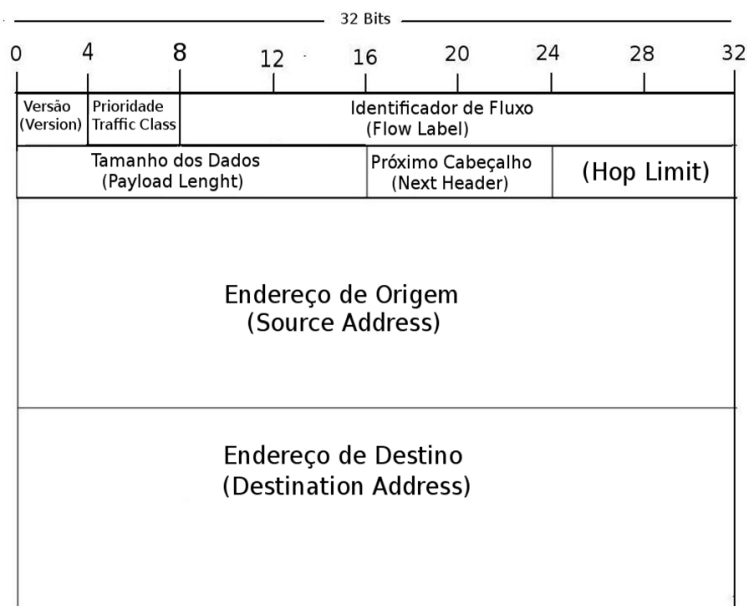 32 Bits
0 4 8 12 16 20 24 28 32
Versão
(Version)
Prioridade
Traffic Class
Identificador de Fluxo
(Flow Label)
Tamanho dos Dados
(Payload Lenght)
Próximo Cabeçalho
(Next Header)
(Hop Limit)
Endereço de Origem
(Source Address)
Endereço de Destino
(Destination Address)